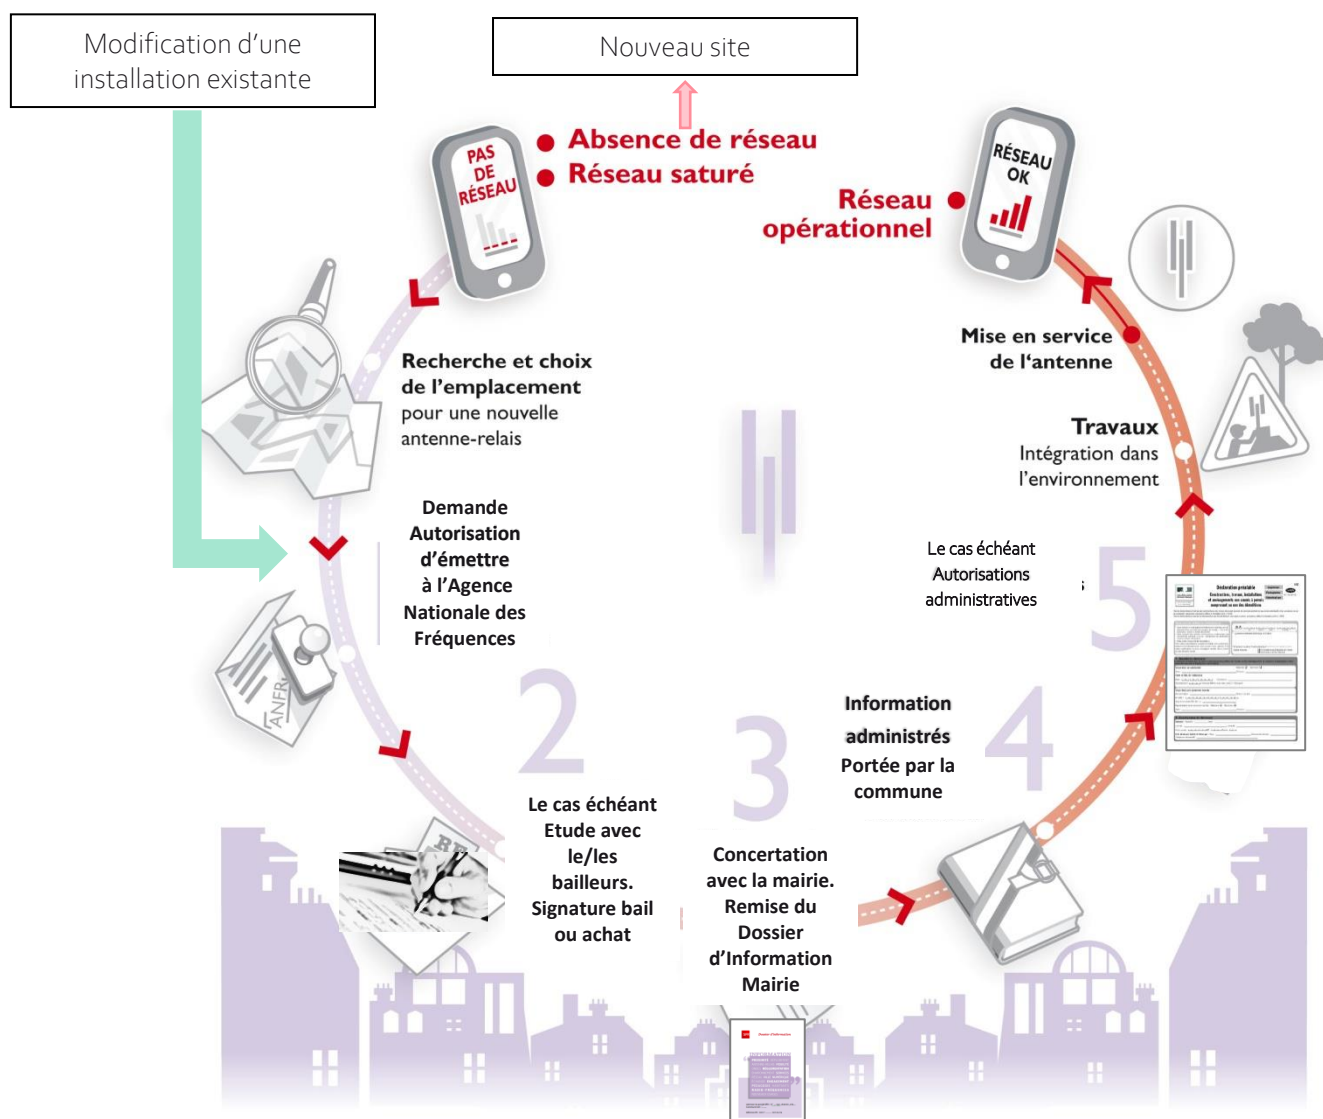 Modification d'une
installation existante
Nouveau site
PAS
DE
RÉSEAU
Absence de réseau
Réseau saturé
RÉSEAU
OK
Réseau
opérationnel
Mise en service
de l'antenne
Recherche et choix
de l'emplacement
pour une nouvelle
antenne-relais
Travaux
Intégration dans
l'environnement
Demande
Autorisation
d'émettre
à l'Agence
Nationale des
Fréquences
ANFR
Le cas échéant
Autorisations
administratives
5
Déclaration préalable
2
3
4
Information
administrés
Portée par la
commune
Le cas échéant
Etude avec
le/les
bailleurs.
Signature bail
ou achat
Concertation
avec la mairie.
Remise du
Dossier
d'Information
Mairie